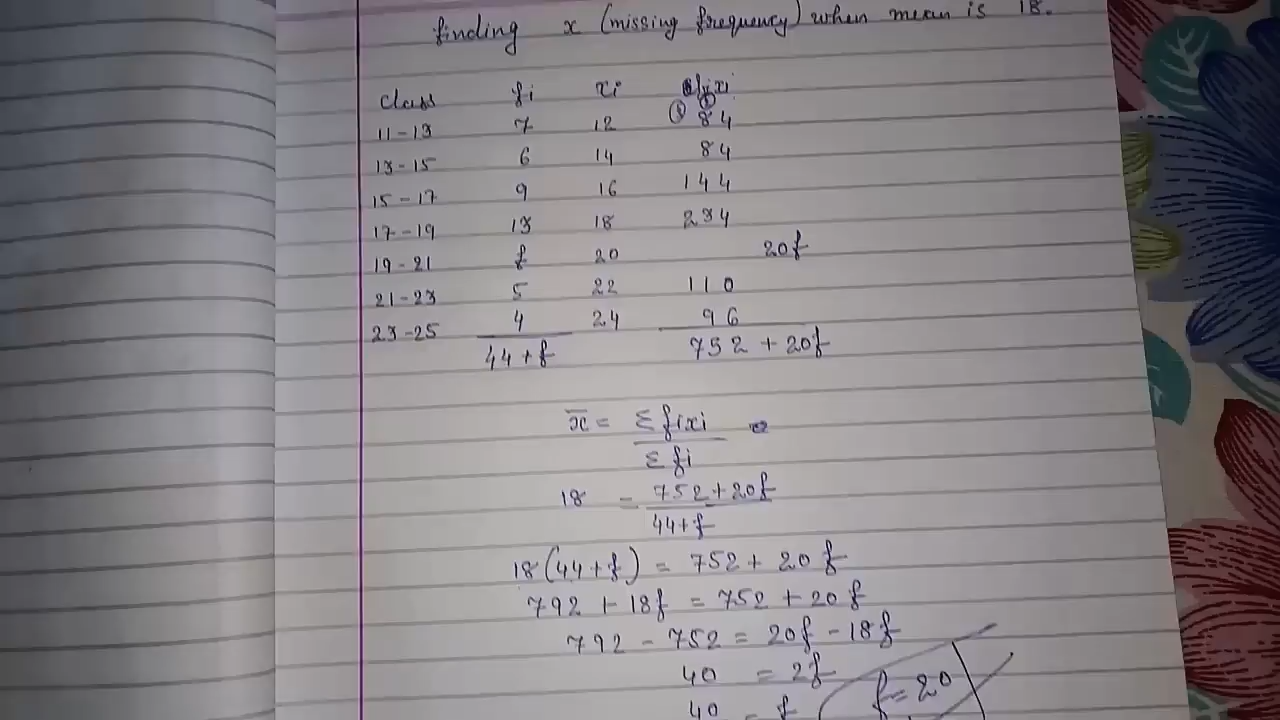 finding x (missing frequency) when mean is 18.
class fi xi fixi
11-13 7 12 84
13-15 6 14 84
15-17 9 16 144
17-19 13 18 234
19-21 f 20 20f
21-23 5 22 110
23-25 4 24 96
44+f 752+20f
x̄ = Σfixi
Σfi
18 = 752+20f
44+f
18(44+f) = 752+20f
792+18f = 752+20f
792-752 = 20f-18f
40 = 2f
f=20
40 = f